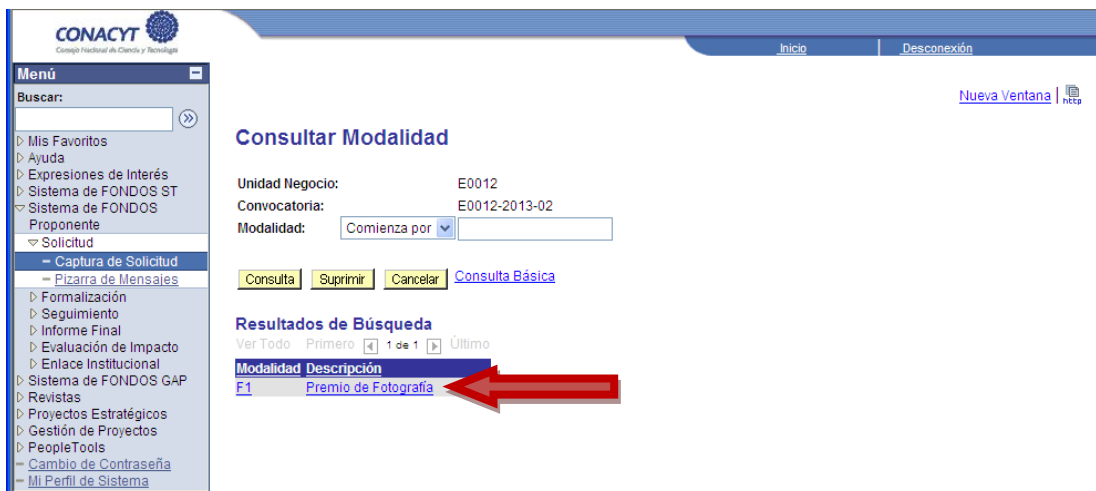 CONACYT
Consejo Nacional de Ciencia y Tecnología
Inicio
Desconexión
Menú
Buscar:
Mis Favoritos
Ayuda
Expresiones de Interés
Sistema de FONDOS ST
Sistema de FONDOS
Proponente
Solicitud
Captura de Solicitud
Pizarra de Mensajes
Formalización
Seguimiento
Informe Final
Evaluación de Impacto
Enlace Institucional
Sistema de FONDOS GAP
Revistas
Proyectos Estratégicos
Gestión de Proyectos
PeopleTools
Cambio de Contraseña
Mi Perfil de Sistema
Nueva Ventana | http
Consultar Modalidad
Unidad Negocio: E0012
Convocatoria: E0012-2013-02
Modalidad: Comienza por
Consulta Suprimir Cancelar Consulta Básica
Resultados de Búsqueda
Ver Todo Primero 1 de 1 Último
Modalidad Descripción
F1 Premio de Fotografía